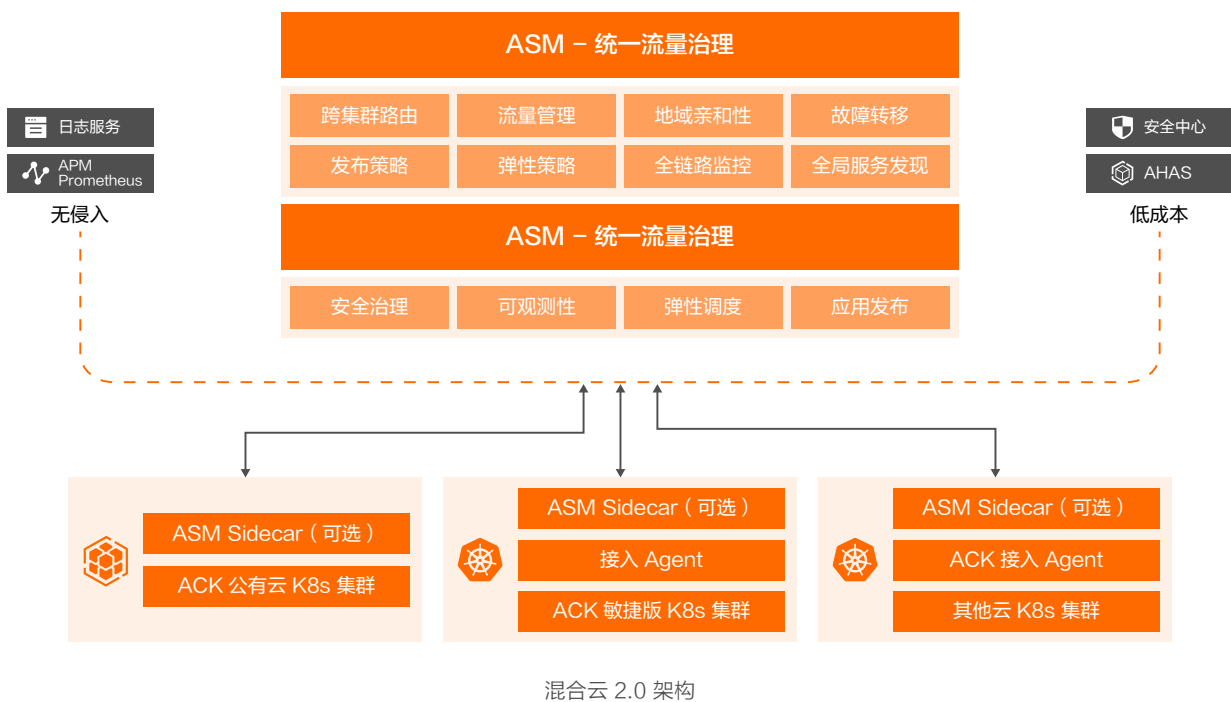 ASM – 统一流量治理
跨集群路由
流量管理
地域亲和性
故障转移
发布策略
弹性策略
全链路监控
全局服务发现
日志服务
APM
Prometheus
无侵入
安全中心
AHAS
低成本
ASM – 统一流量治理
安全治理
可观测性
弹性调度
应用发布
ASM Sidecar（可选）
ACK 公有云 K8s 集群
ASM Sidecar（可选）
接入 Agent
ACK 敏捷版 K8s 集群
ASM Sidecar（可选）
ACK 接入 Agent
其他云 K8s 集群
混合云 2.0 架构